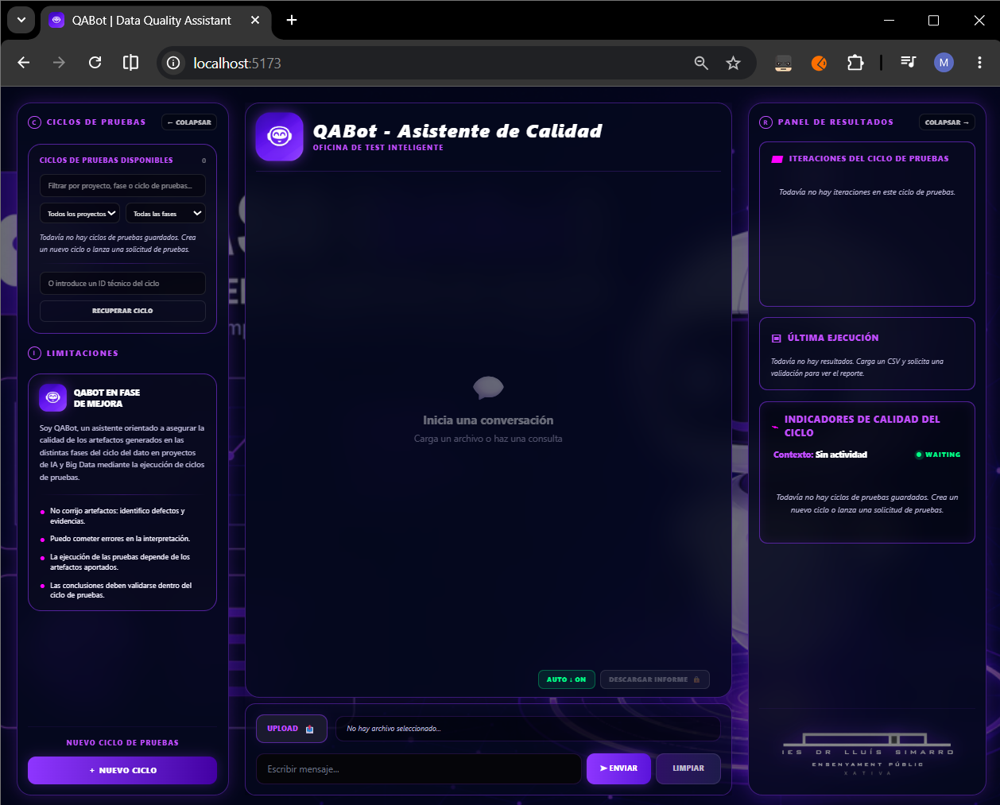 QABot | Data Quality Assistant
localhost:5173
M
C CICLOS DE PRUEBAS
← COLAPSAR
CICLOS DE PRUEBAS DISPONIBLES 0
Filtrar por proyecto, fase o ciclo de pruebas...
Todos los proyectos
Todas las fases
Todavía no hay ciclos de pruebas guardados. Crea
un nuevo ciclo o lanza una solicitud de pruebas.
O introduce un ID técnico del ciclo
RECUPERAR CICLO
I LIMITACIONES
QABOT EN FASE
DE MEJORA
Soy QABot, un asistente orientado a asegurar la
calidad de los artefactos generados en las
distintas fases del ciclo del dato en proyectos
de IA y Big Data mediante la ejecución de ciclos
de pruebas.
No corrijo artefactos: identifico defectos y
evidencias.
Puedo cometer errores en la interpretación.
La ejecución de las pruebas depende de los
artefactos aportados.
Las conclusiones deben validarse dentro del
ciclo de pruebas.
NUEVO CICLO DE PRUEBAS
+ NUEVO CICLO
QABot - Asistente de Calidad
OFICINA DE TEST INTELIGENTE
Inicia una conversación
Carga un archivo o haz una consulta
AUTO ↓ ON
DESCARGAR INFORME
UPLOAD
No hay archivo seleccionado...
Escribir mensaje...
➤ ENVIAR
LIMPIAR
R PANEL DE RESULTADOS
COLAPSAR →
ITERACIONES DEL CICLO DE PRUEBAS
Todavía no hay iteraciones en este ciclo de pruebas.
ÚLTIMA EJECUCIÓN
Todavía no hay resultados. Carga un CSV y solicita una
validación para ver el reporte.
INDICADORES DE CALIDAD DEL
CICLO
Contexto: Sin actividad
WAITING
Todavía no hay ciclos de pruebas guardados. Crea un
nuevo ciclo o lanza una solicitud de pruebas.
IES DR LLUÍS SIMARRO
ENSENYAMENT PÚBLIC
XATIVA